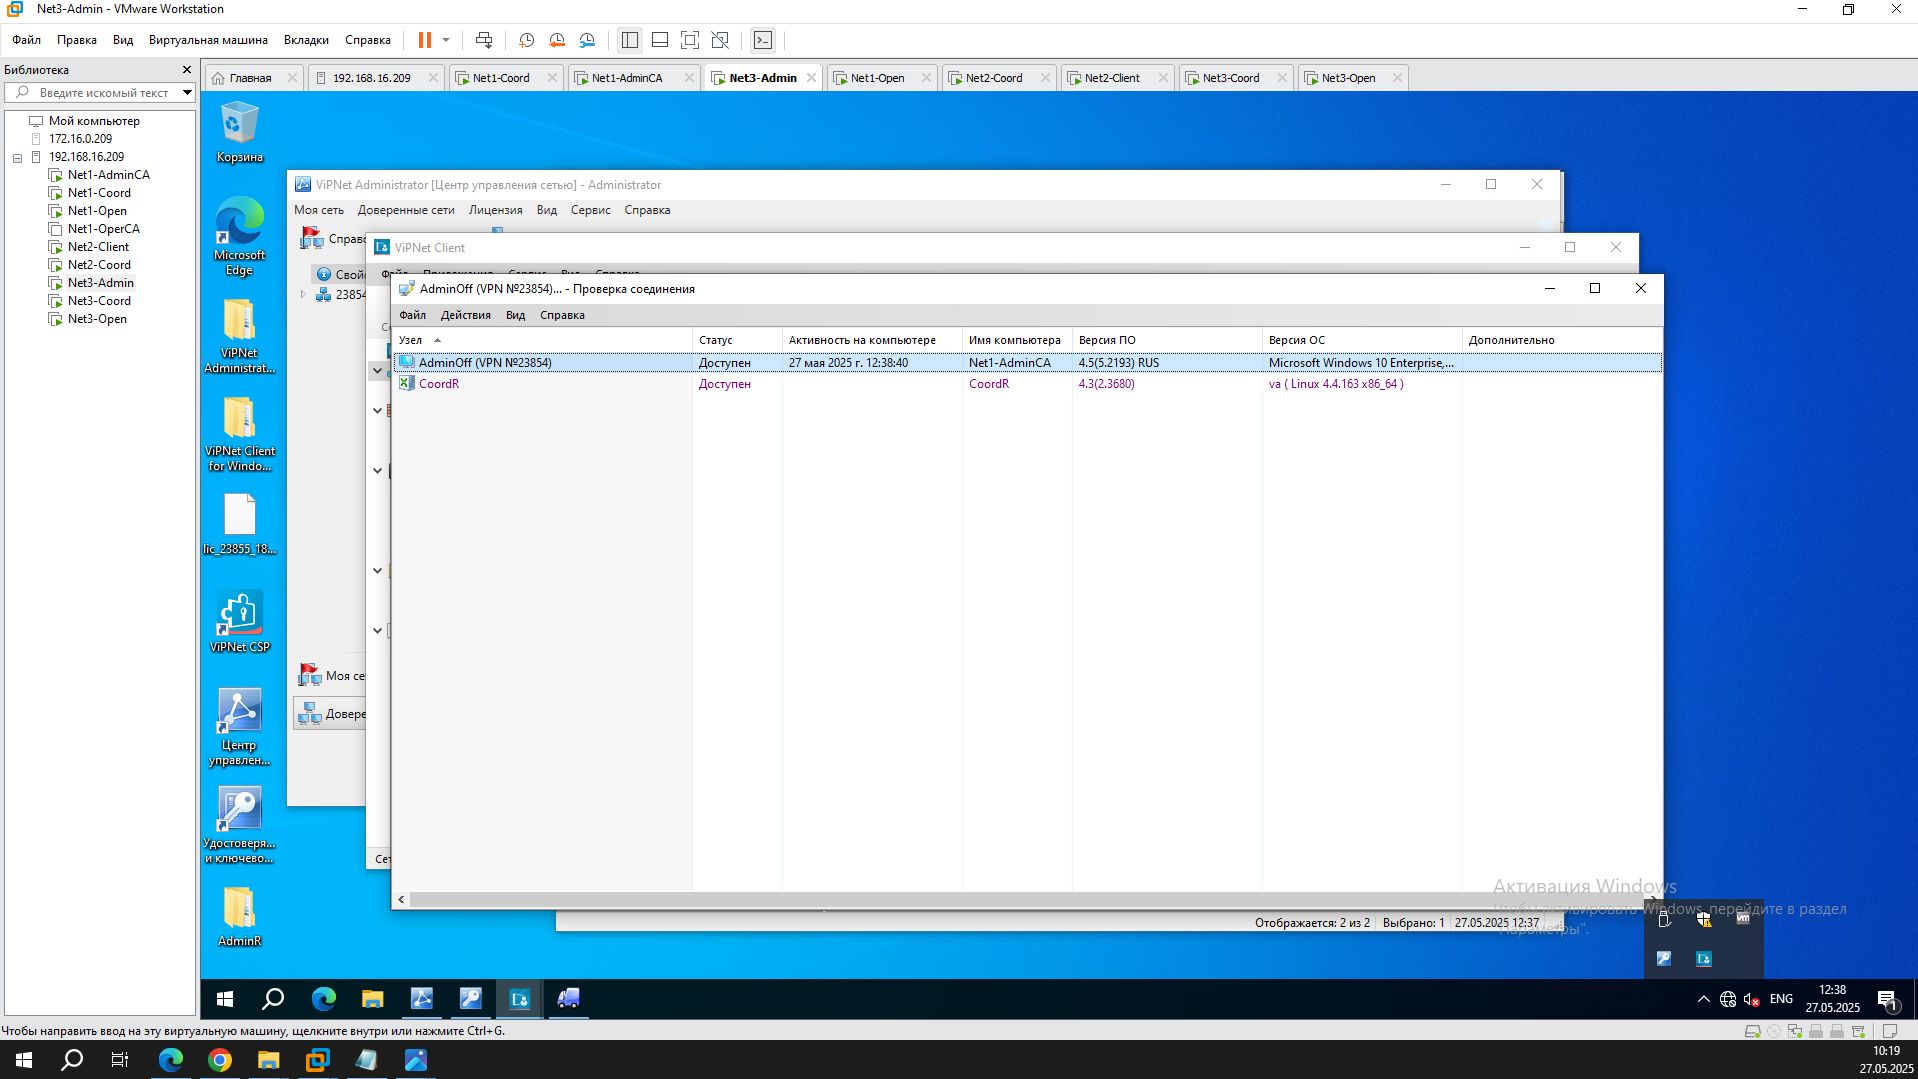 Net3-Admin - VMware Workstation
Файл Правка Вид Виртуальная машина Вкладки Справка
Библиотека
Введите искомый текст
Мой компьютер
172.16.0.209
192.168.16.209
Net1-AdminCA
Net1-Coord
Net1-Open
Net1-OperCA
Net2-Client
Net2-Coord
Net3-Admin
Net3-Coord
Net3-Open
Главная 192.168.16.209 Net1-Coord Net1-AdminCA Net3-Admin Net1-Open Net2-Coord Net2-Client Net3-Coord Net3-Open
Корзина
Microsoft
Edge
ViPNet
Administrat...
ViPNet Client
for Windo...
lic_23855_18...
ViPNet CSP
Центр
управлен...
Удостоверя...
и ключево...
AdminR
ViPNet Administrator [Центр управления сетью] - Administrator
Моя сеть Доверенные сети Лицензия Вид Сервис Справка
Справо
Свой
23854
Моя се
Довере
ViPNet Client
Файл Приложения Сервис Вид Справка
Сет
AdminOff (VPN №23854)... - Проверка соединения
Файл Действия Вид Справка
Узел Статус Активность на компьютере Имя компьютера Версия ПО Версия ОС Дополнительно
AdminOff (VPN №23854) Доступен 27 мая 2025 г. 12:38:40 Net1-AdminCA 4.5(5.2193) RUS Microsoft Windows 10 Enterprise,...
CoordR Доступен CoordR 4.3(2.3680) va ( Linux 4.4.163 x86_64 )
Активация Windows
Чтобы активировать Windows, перейдите в раздел
"Параметры".
Отображается: 2 из 2 Выбрано: 1 27.05.2025 12:37
vm
ENG
12:38
27.05.2025
1
Чтобы направить ввод на эту виртуальную машину, щелкните внутри или нажмите Ctrl+G.
10:19
27.05.2025